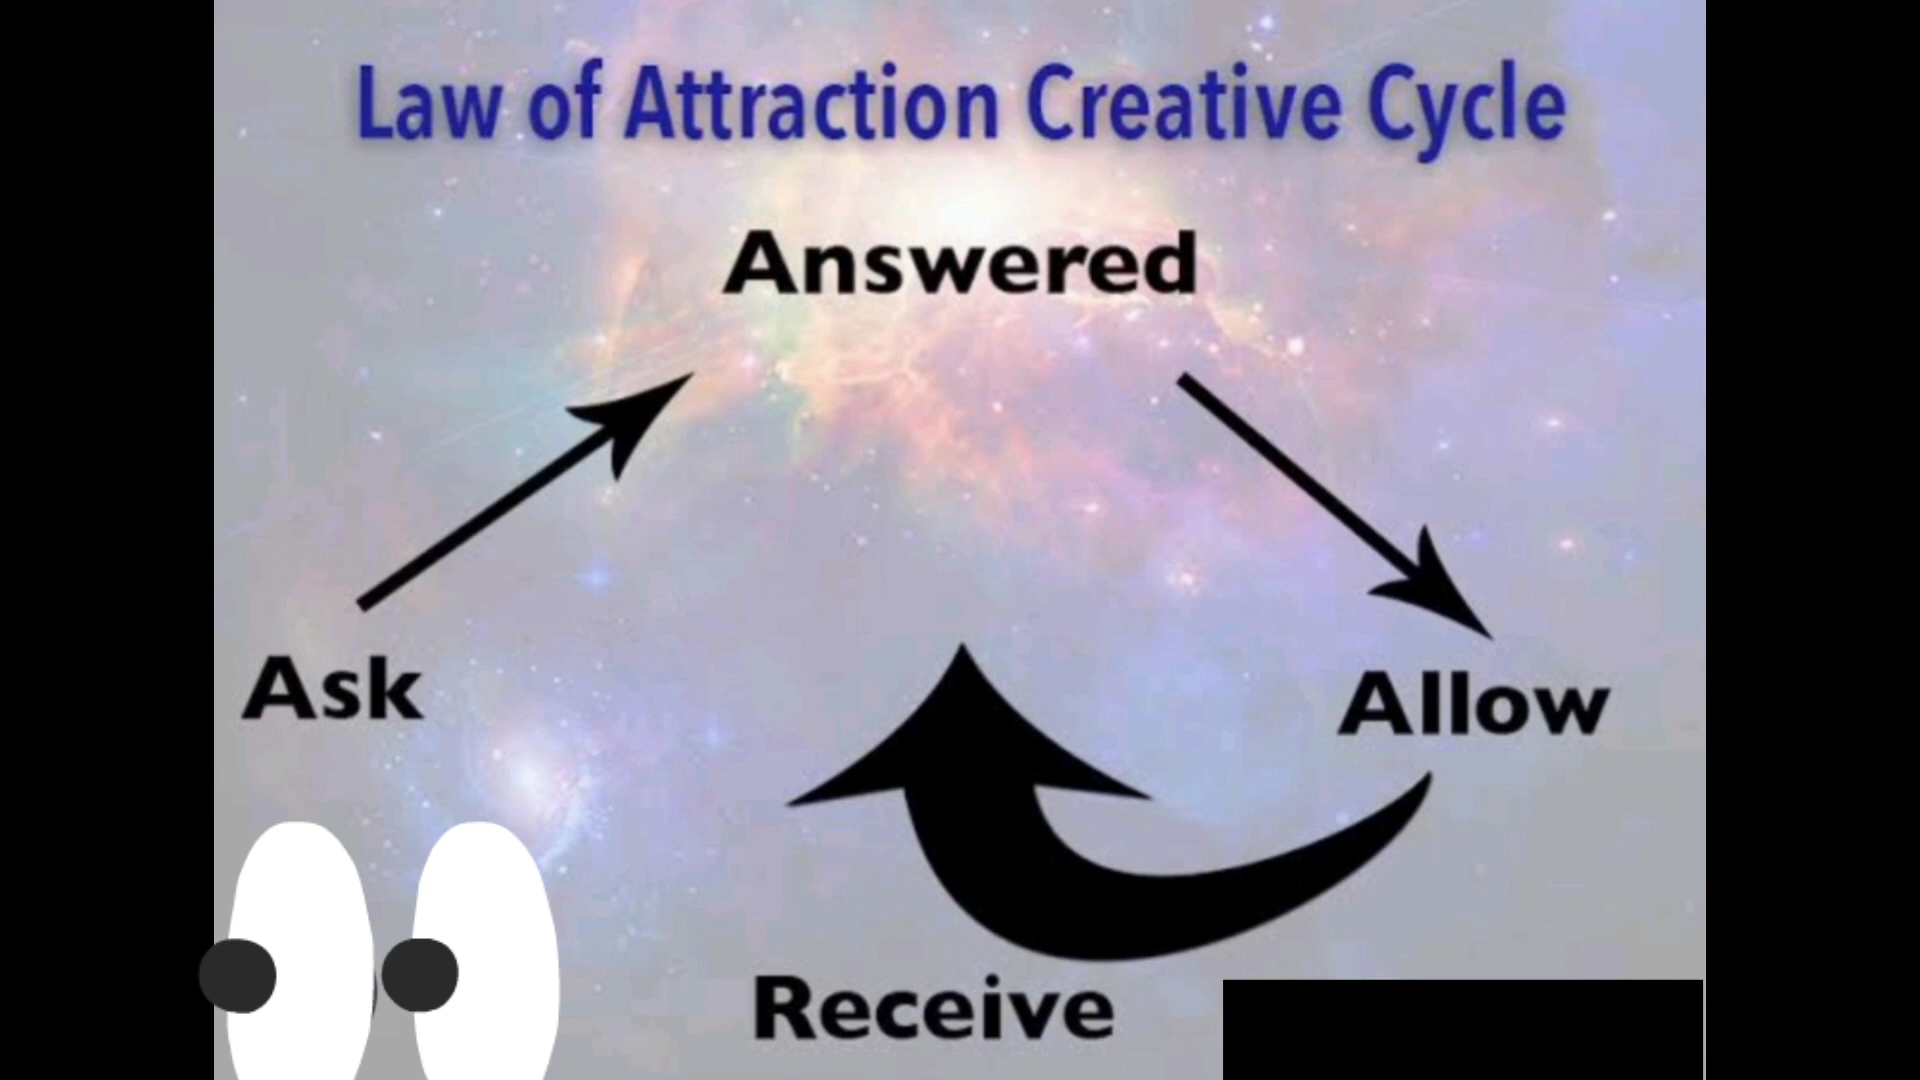 Law of Attraction Creative Cycle
Answered
Ask
Allow
Receive